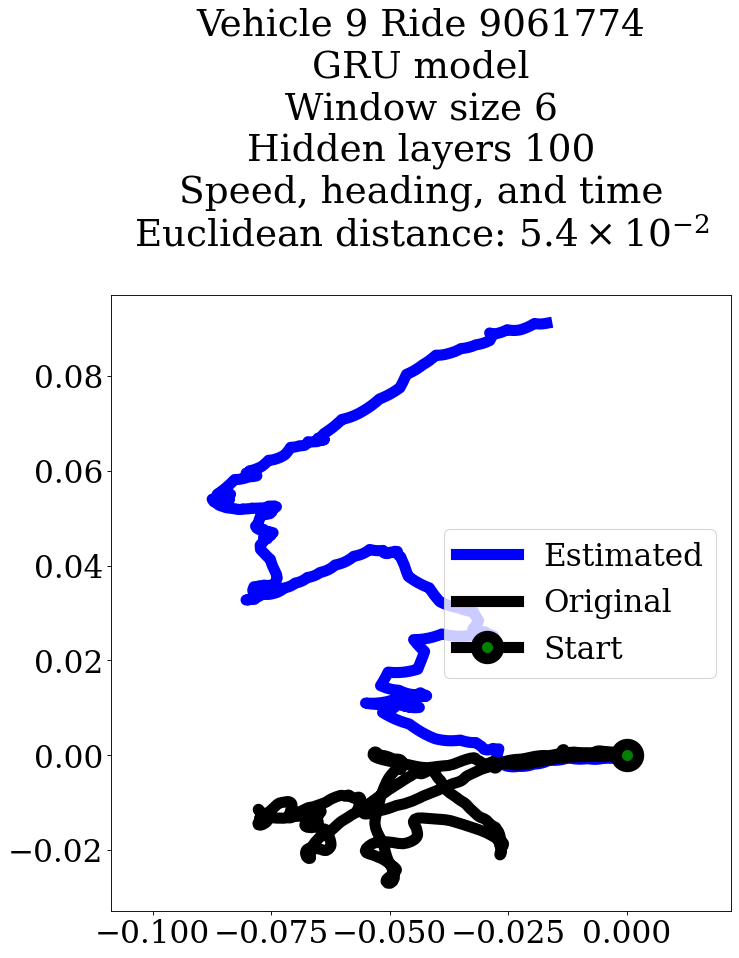 Vehicle 9 Ride 9061774
GRU model
Window size 6
Hidden layers 100
Speed, heading, and time
Euclidean distance: 5.4 × 10⁻²
0.08
0.06
0.04
0.02
0.00
−0.02
Estimated
Original
Start
−0.100 −0.075 −0.050 −0.025 0.000